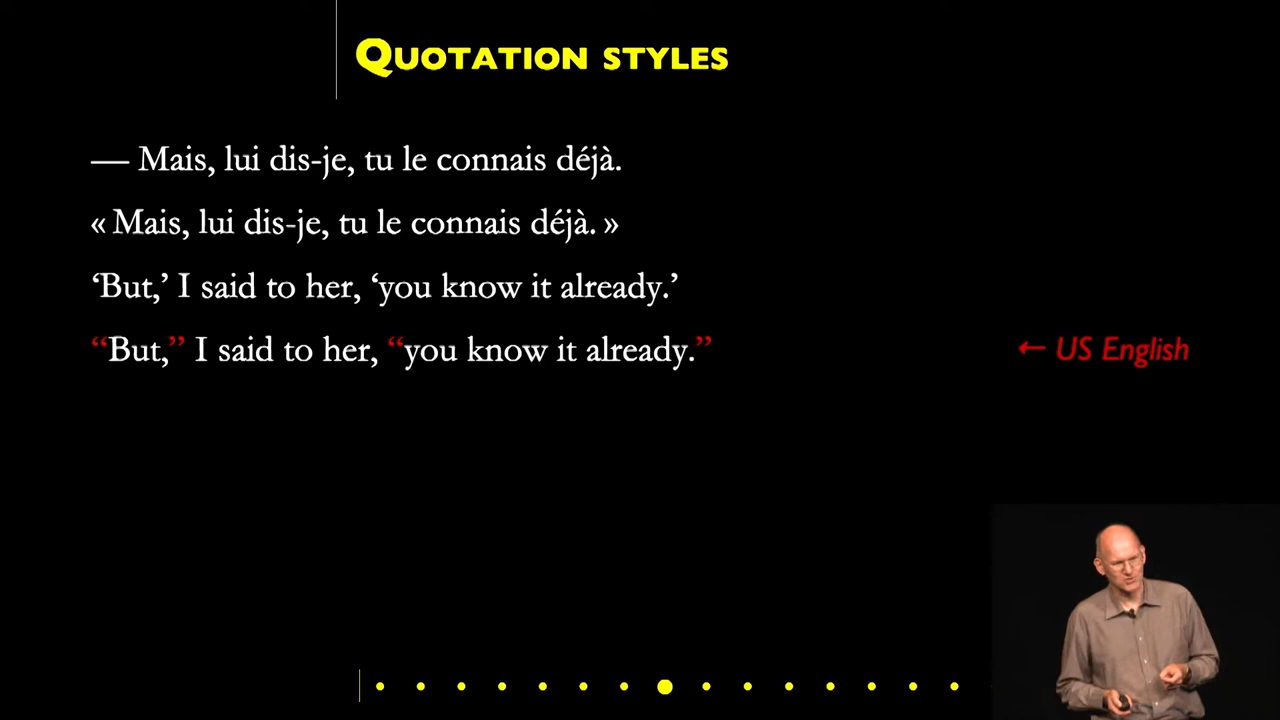 QUOTATION STYLES
— Mais, lui dis-je, tu le connais déjà.
« Mais, lui dis-je, tu le connais déjà. »
‘But,’ I said to her, ‘you know it already.’
“But,” I said to her, “you know it already.” ← US English